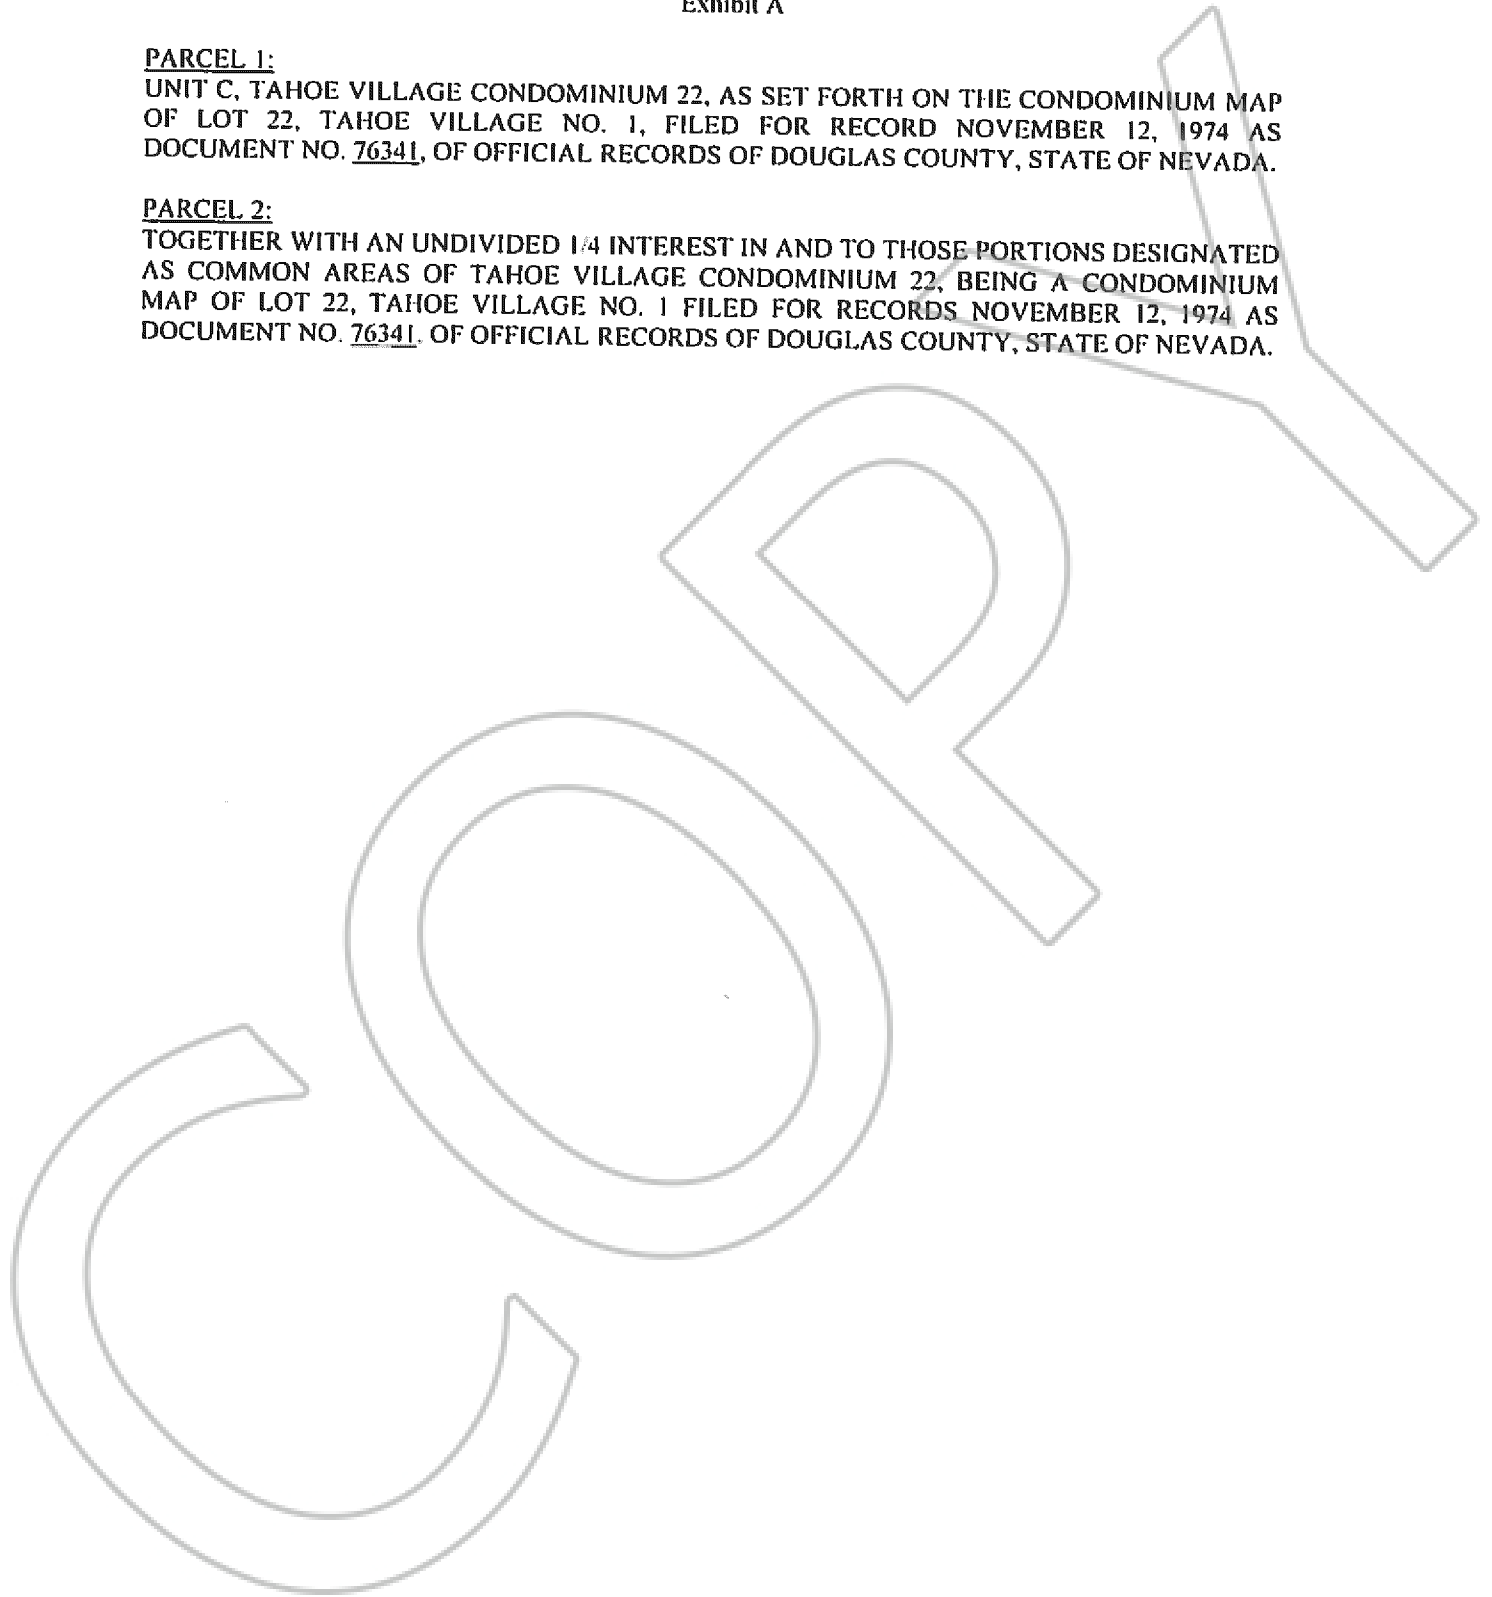 Exhibit A
PARCEL 1:
UNIT C, TAHOE VILLAGE CONDOMINIUM 22, AS SET FORTH ON THE CONDOMINIUM MAP
OF LOT 22, TAHOE VILLAGE NO. 1, FILED FOR RECORD NOVEMBER 12, 1974 AS
DOCUMENT NO. 76341, OF OFFICIAL RECORDS OF DOUGLAS COUNTY, STATE OF NEVADA.
PARCEL 2:
TOGETHER WITH AN UNDIVIDED 1/4 INTEREST IN AND TO THOSE PORTIONS DESIGNATED
AS COMMON AREAS OF TAHOE VILLAGE CONDOMINIUM 22, BEING A CONDOMINIUM
MAP OF LOT 22, TAHOE VILLAGE NO. 1 FILED FOR RECORDS NOVEMBER 12, 1974 AS
DOCUMENT NO. 76341, OF OFFICIAL RECORDS OF DOUGLAS COUNTY, STATE OF NEVADA.
COPY